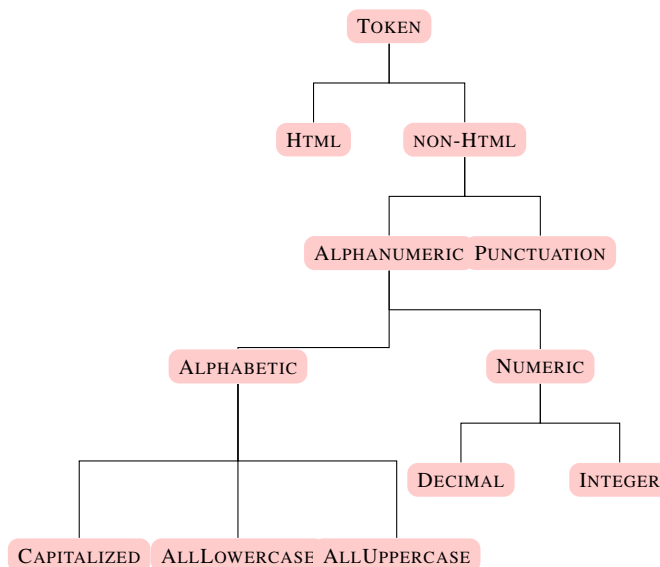 TOKEN
HTML
NON-HTML
ALPHANUMERIC
PUNCTUATION
ALPHABETIC
NUMERIC
DECIMAL
INTEGER
CAPITALIZED
ALLLOWERCASE
ALLUPPERCASE